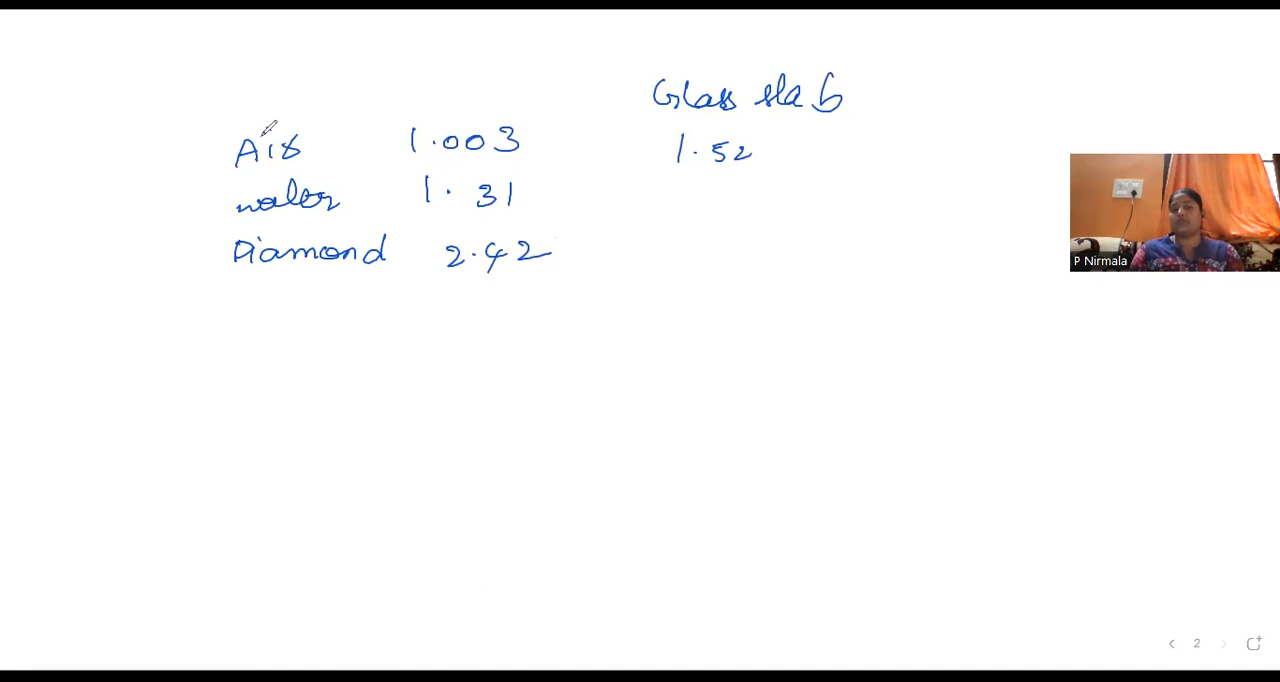 Glass slab
Air 1.003 1.52
water 1.31
Diamond 2.42
P Nirmala
2